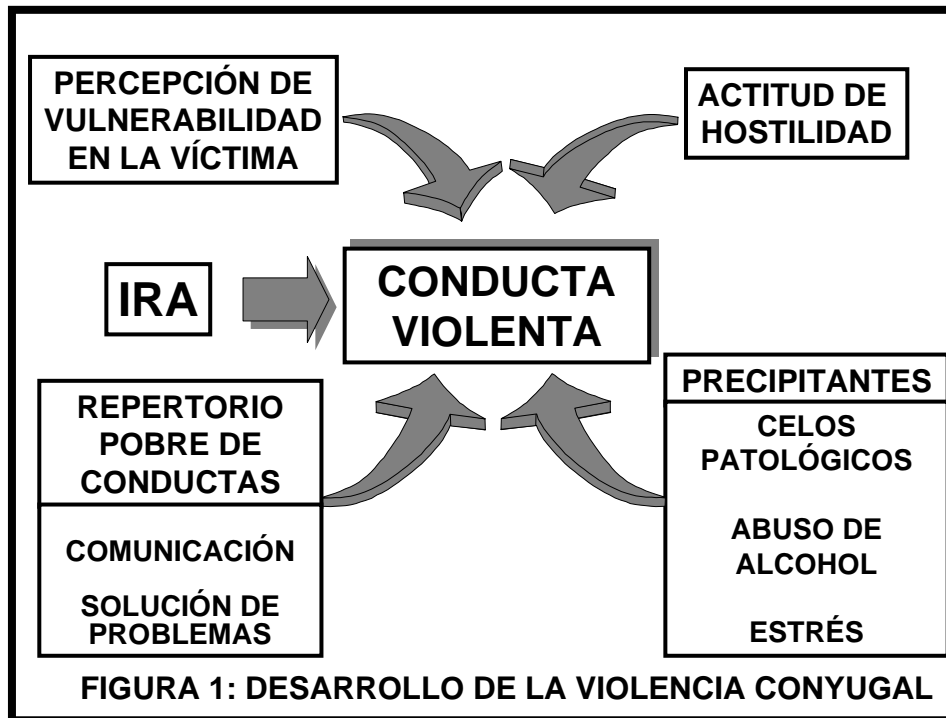 PERCEPCIÓN DE
VULNERABILIDAD
EN LA VÍCTIMA
ACTITUD DE
HOSTILIDAD
IRA
CONDUCTA
VIOLENTA
REPERTORIO
POBRE DE
CONDUCTAS
COMUNICACIÓN
SOLUCIÓN DE
PROBLEMAS
PRECIPITANTES
CELOS
PATOLÓGICOS
ABUSO DE
ALCOHOL
ESTRÉS
FIGURA 1: DESARROLLO DE LA VIOLENCIA CONYUGAL